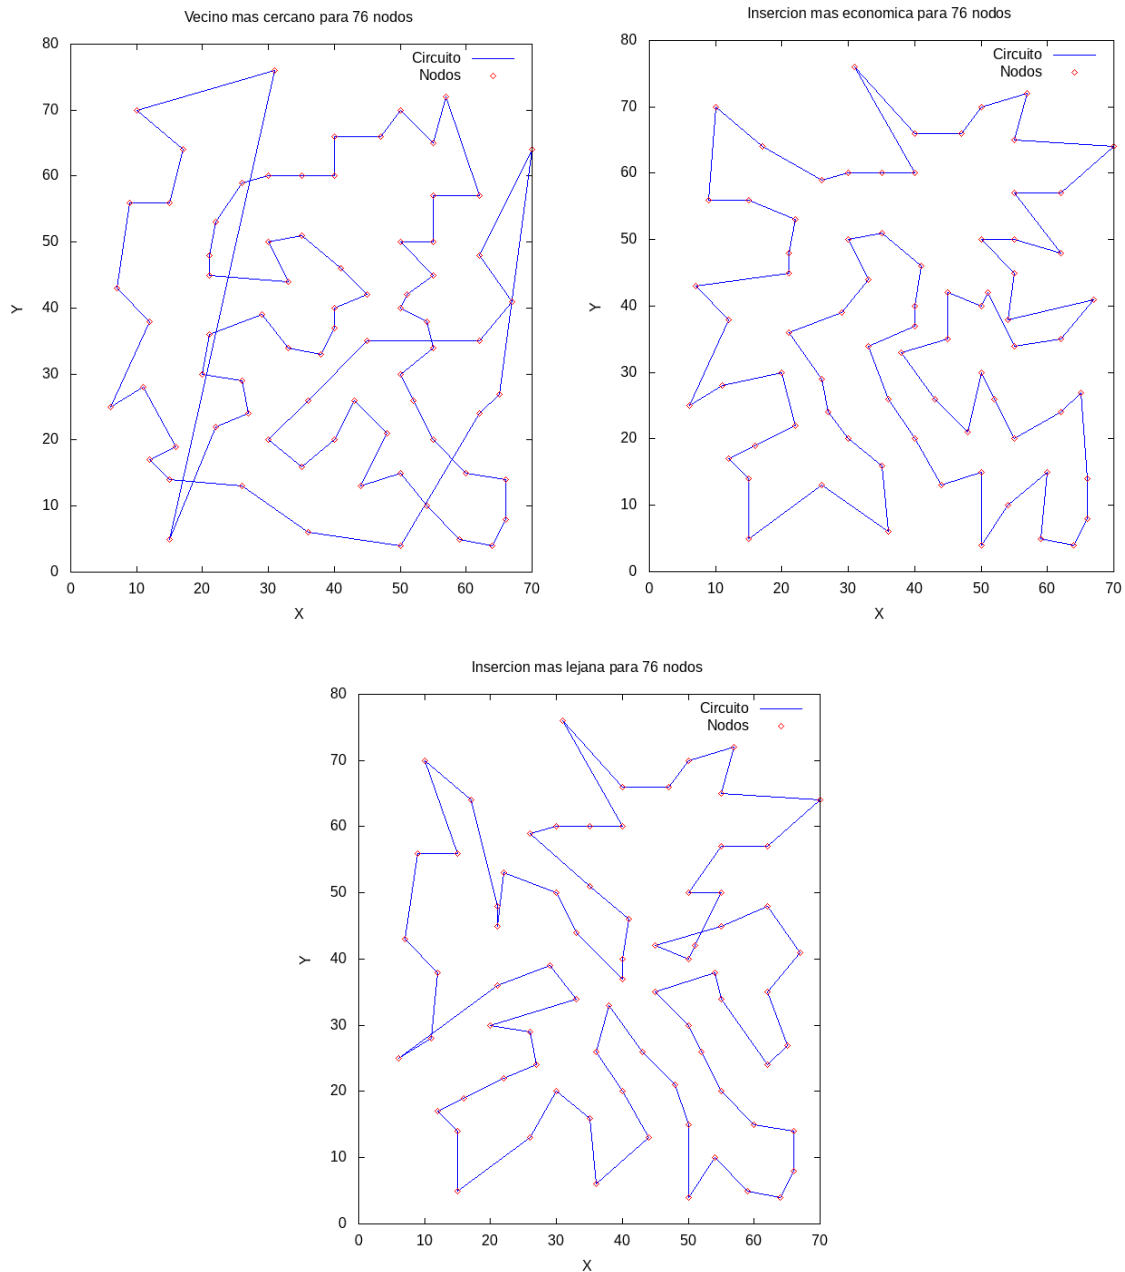 Vecino mas cercano para 76 nodos
80
70
60
50
40
30
20
10
0
Y
Circuito
Nodos
0 10 20 30 40 50 60 70
X
Insercion mas economica para 76 nodos
80
70
60
50
40
30
20
10
0
Y
Circuito
Nodos
0 10 20 30 40 50 60 70
X
Insercion mas lejana para 76 nodos
80
70
60
50
40
30
20
10
0
Y
Circuito
Nodos
0 10 20 30 40 50 60 70
X